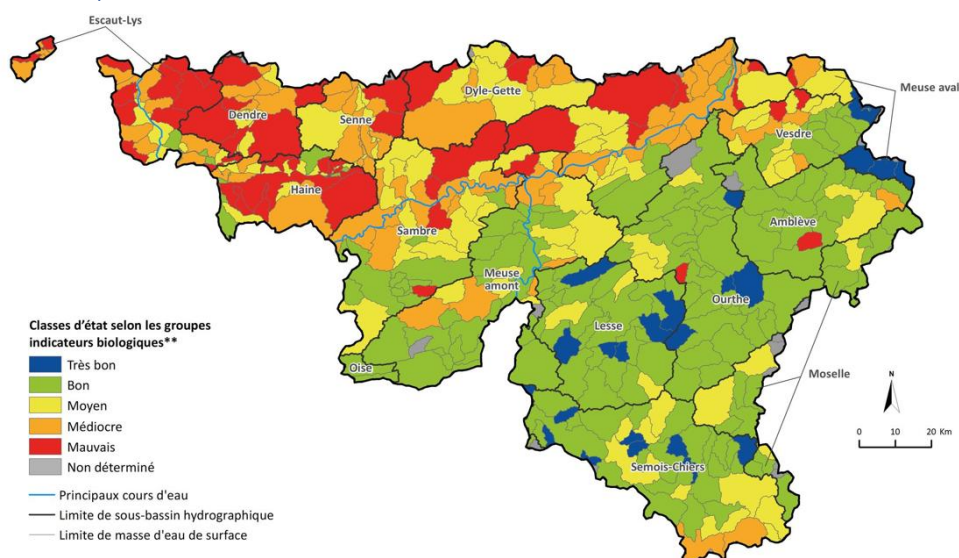 Escaut-Lys
Dendre
Senne
Dyle-Gette
Meuse aval
Vesdre
Haine
Sambre
Amblève
Meuse
amont
Ourthe
Lesse
Oise
Moselle
Semois-Chiers
Classes d'état selon les groupes
indicateurs biologiques**
Très bon
Bon
Moyen
Médiocre
Mauvais
Non déterminé
Principaux cours d'eau
Limite de sous-bassin hydrographique
Limite de masse d'eau de surface
N
0 10 20 Km